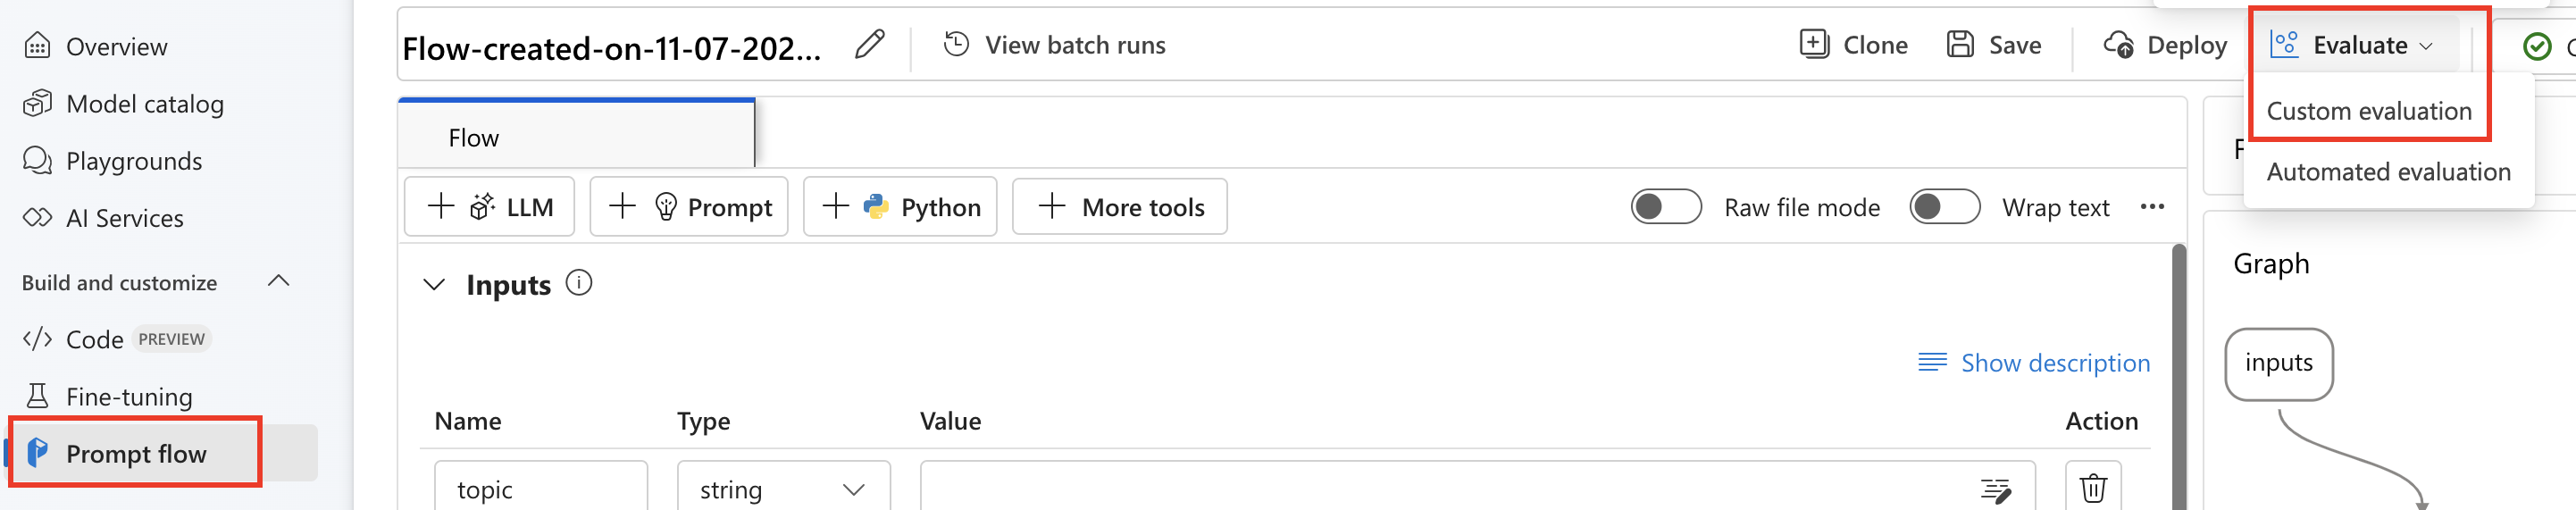 Overview
Model catalog
Playgrounds
AI Services
Build and customize
Code PREVIEW
Fine-tuning
Prompt flow
Flow-created-on-11-07-202...
View batch runs
Clone
Save
Deploy
Evaluate
Custom evaluation
Automated evaluation
Flow
LLM
Prompt
Python
More tools
Raw file mode
Wrap text
Inputs
Show description
Name Type Value Action
topic string
Graph
inputs